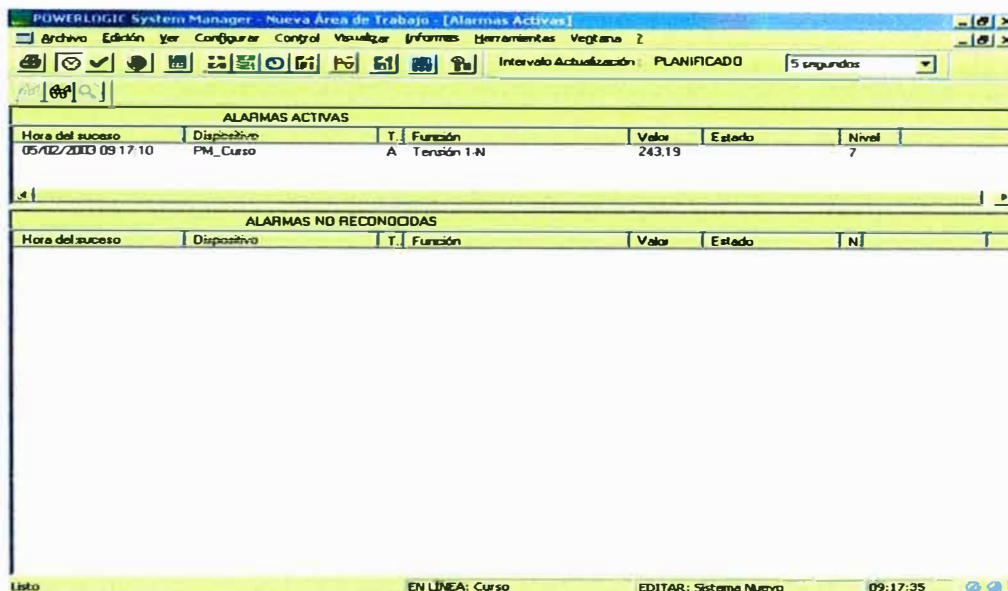 POWERLOGIC System Manager - Nueva Área de Trabajo - [Alarmas Activas]
Archivo Edición Ver Configurar Control Visualizar Informes Herramientas Ventana ?
Intervalo Actualización: PLANIFICADO 5 segundos
ALARMAS ACTIVAS
Hora del suceso Dispositivo T. Función Valor Estado Nivel
05/02/2003 09:17:10 PM_Curso A Tensión 1-N 243,19 7
ALARMAS NO RECONOCIDAS
Hora del suceso Dispositivo T. Función Valor Estado N
Listo EN LÍNEA: Curso EDITAR: Sistema Nuevo 09:17:35